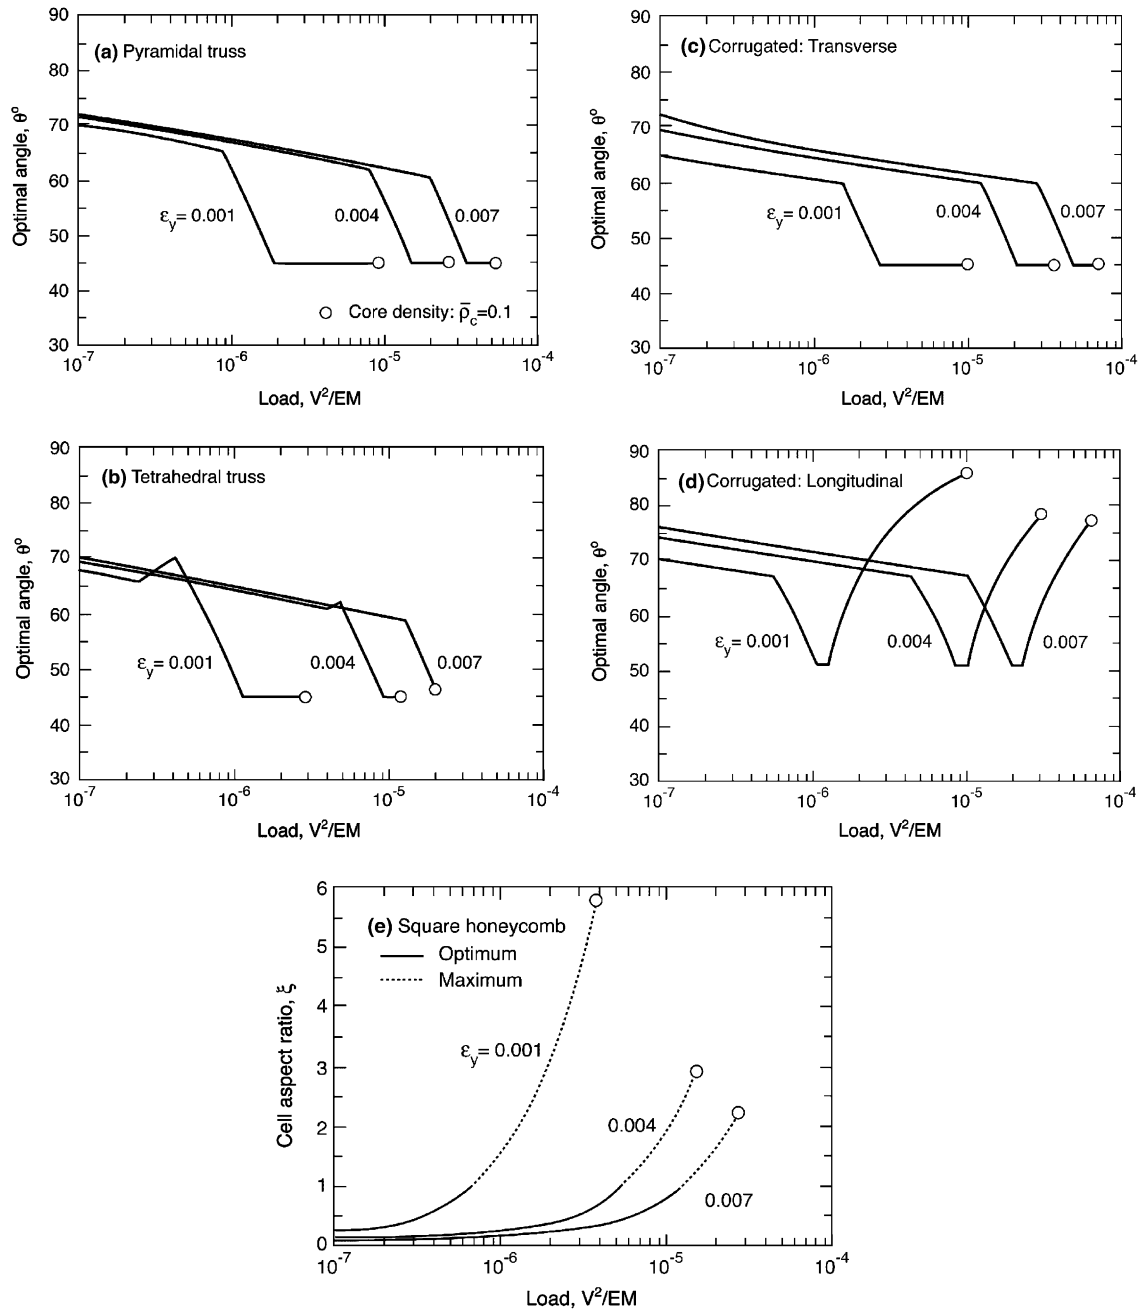 90
80
70
60
50
40
30
(a) Pyramidal truss
εy = 0.001
0.004
0.007
Core density: ρ̅c=0.1
10⁻⁷
10⁻⁶
10⁻⁵
10⁻⁴
Optimal angle, θ°
Load, V²/EM
90
80
70
60
50
40
30
(c) Corrugated: Transverse
εy = 0.001
0.004
0.007
10⁻⁷
10⁻⁶
10⁻⁵
10⁻⁴
Optimal angle, θ°
Load, V²/EM
90
80
70
60
50
40
30
(b) Tetrahedral truss
εy = 0.001
0.004
0.007
10⁻⁷
10⁻⁶
10⁻⁵
10⁻⁴
Optimal angle, θ°
Load, V²/EM
90
80
70
60
50
40
30
(d) Corrugated: Longitudinal
εy = 0.001
0.004
0.007
10⁻⁷
10⁻⁶
10⁻⁵
10⁻⁴
Optimal angle, θ°
Load, V²/EM
6
5
4
3
2
1
0
(e) Square honeycomb
Optimum
Maximum
εy = 0.001
0.004
0.007
10⁻⁷
10⁻⁶
10⁻⁵
10⁻⁴
Cell aspect ratio, ξ
Load, V²/EM